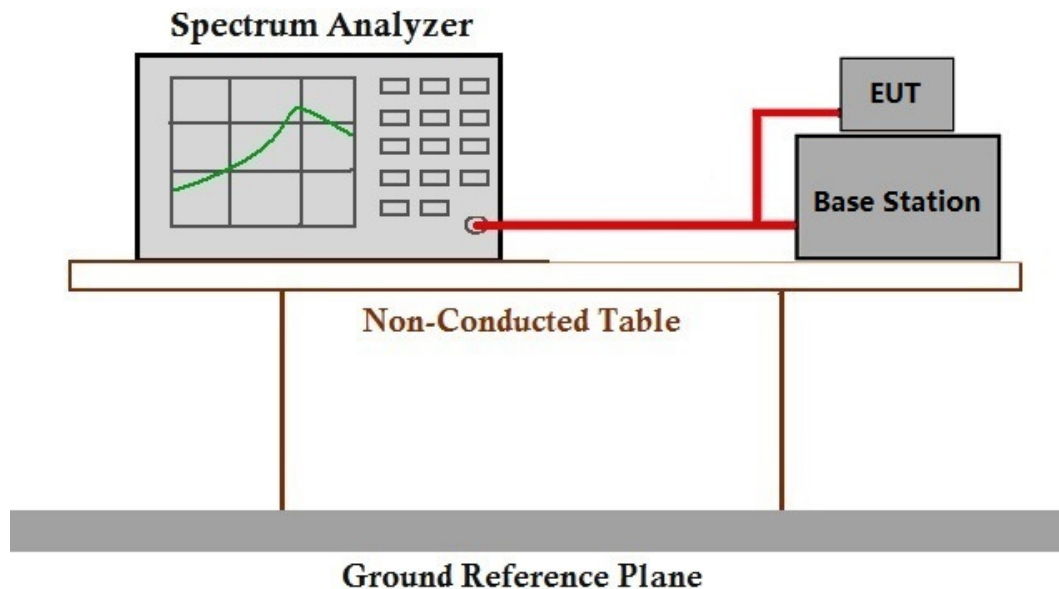 Spectrum Analyzer
EUT
Base Station
Non-Conducted Table
Ground Reference Plane